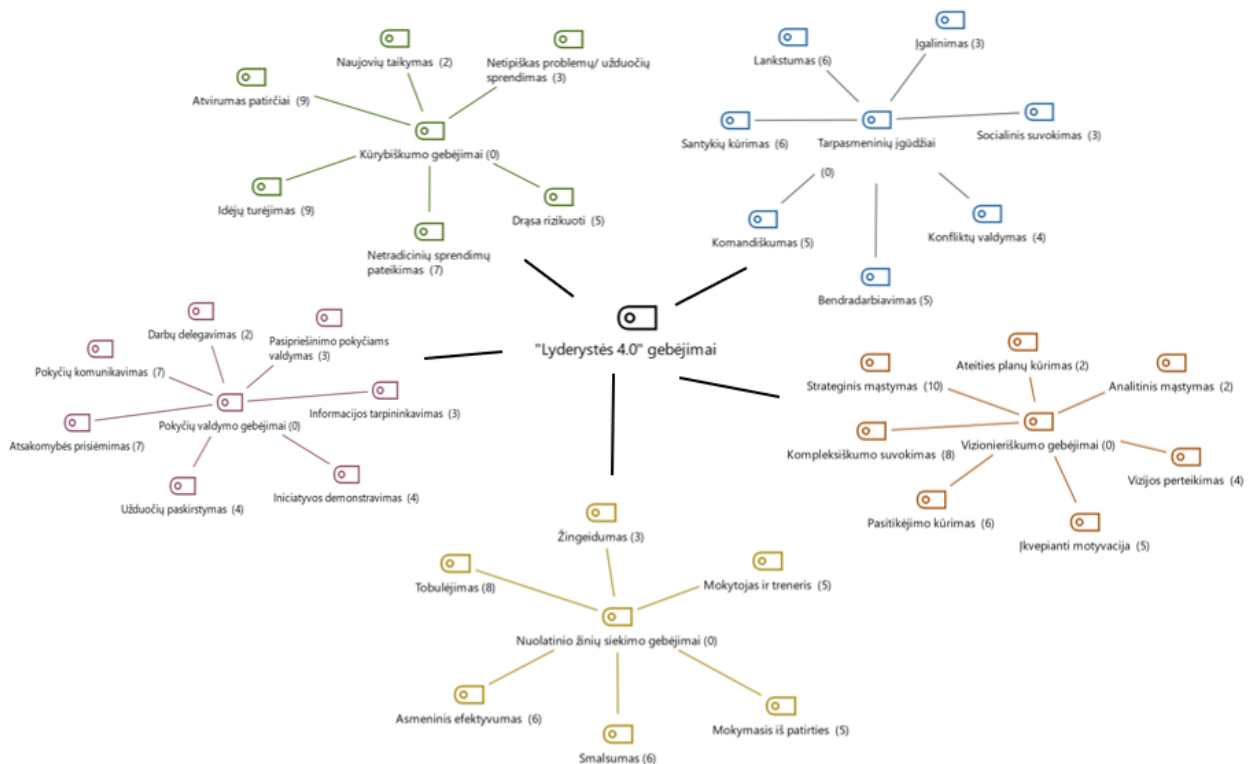 Naujovių taikymas (2)
Netipiškas problemų/ užduočių
sprendimas (3)
Atvirumas patirčiai (9)
Kūrybiškumo gebėjimai (0)
Idėjų turėjimas (9)
Drąsa rizikuoti (5)
Netradicinių sprendimų
pateikimas (7)
Įgalinimas (3)
Lankstumas (6)
Santykių kūrimas (6)
Tarpasmeninių įgūdžiai
(0)
Socialinis suvokimas (3)
Komandiškumas (5)
Konfliktų valdymas (4)
Bendradarbiavimas (5)
"Lyderystės 4.0" gebėjimai
Darbų delegavimas (2)
Pasipriešinimo pokyčiams
valdymas (3)
Pokyčių komunikavimas (7)
Informacijos tarpininkavimas (3)
Pokyčių valdymo gebėjimai (0)
Atsakomybės prisiėmimas (7)
Iniciatyvos demonstravimas (4)
Užduočių paskirstymas (4)
Ateities planų kūrimas (2)
Strateginis mąstymas (10)
Analitinis mąstymas (2)
Vizionieriškumo gebėjimai (0)
Kompleksiškumo suvokimas (8)
Vizijos perteikimas (4)
Pasitikėjimo kūrimas (6)
Įkvepianti motyvacija (5)
Žingeidumas (3)
Tobulėjimas (8)
Mokytojas ir treneris (5)
Nuolatinio žinių siekimo gebėjimai (0)
Asmeninis efektyvumas (6)
Mokymasis iš patirties (5)
Smalsumas (6)